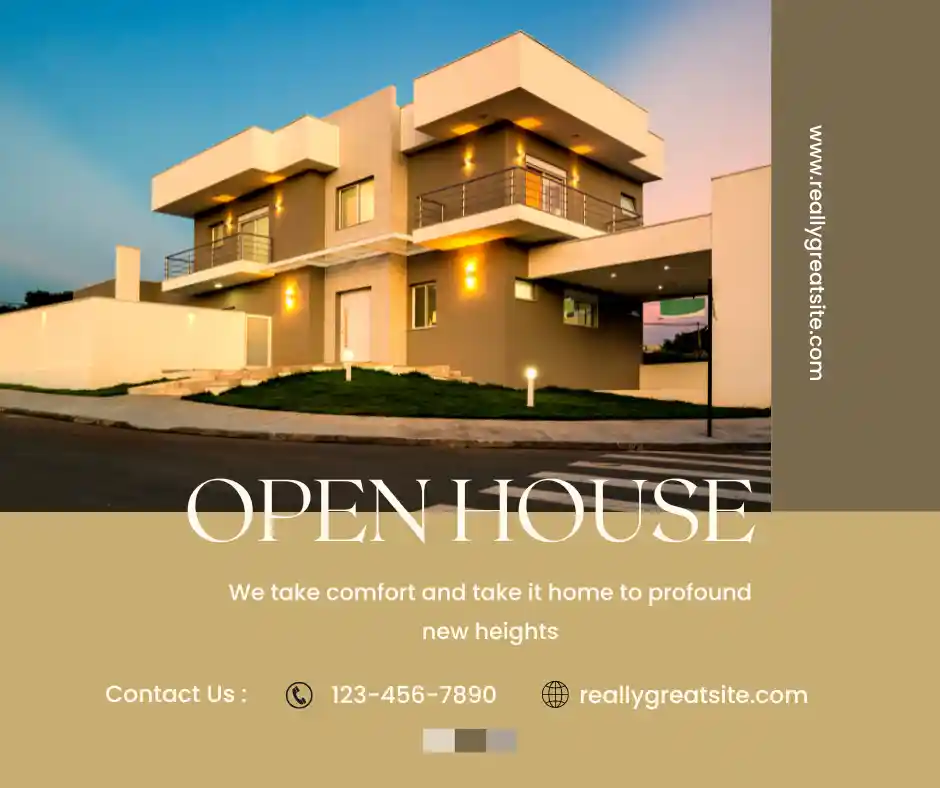 www.reallygreatsite.com
OPEN HOUSE
We take comfort and take it home to profound
new heights
Contact Us :
123-456-7890
reallygreatsite.com